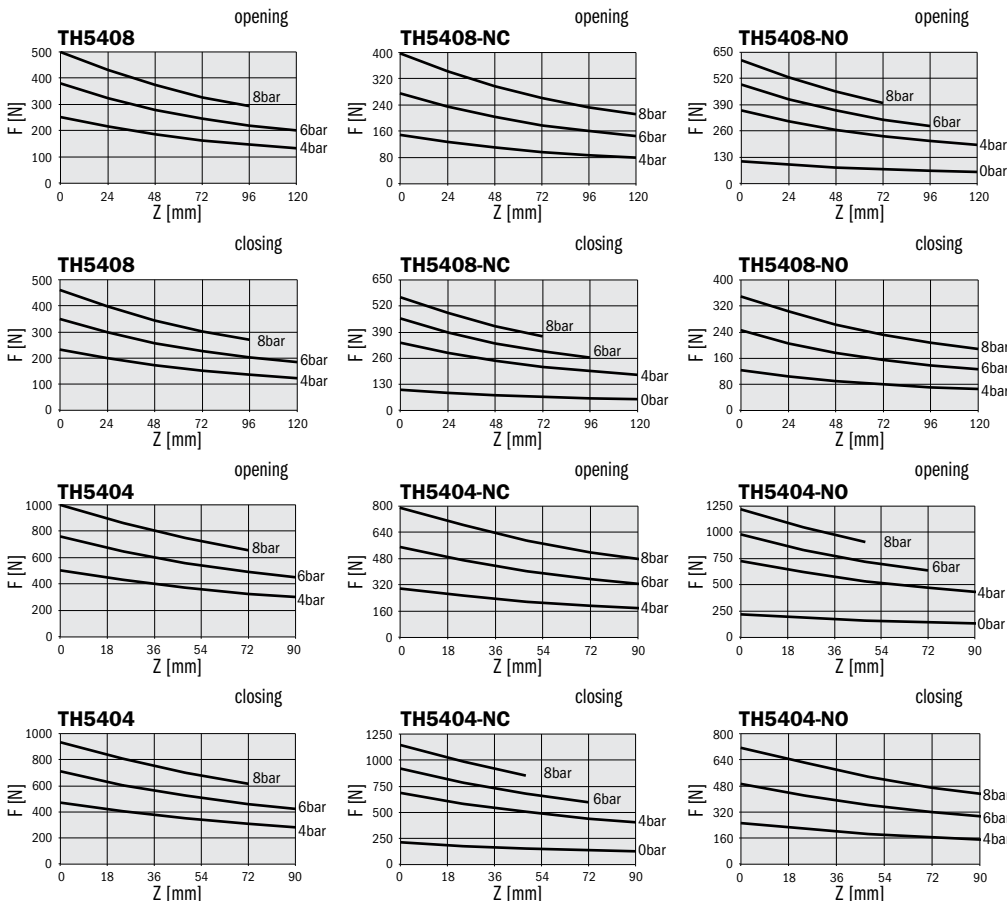 opening
TH5408
F [N]
500
400
300
200
100
0
8bar
6bar
4bar
0 24 48 72 96 120
Z [mm]
opening
TH5408-NC
F [N]
400
320
240
160
80
0
8bar
6bar
4bar
0 24 48 72 96 120
Z [mm]
opening
TH5408-NO
F [N]
650
520
390
260
130
0
8bar
6bar
4bar
0bar
0 24 48 72 96 120
Z [mm]
closing
TH5408
F [N]
500
400
300
200
100
0
8bar
6bar
4bar
0 24 48 72 96 120
Z [mm]
closing
TH5408-NC
F [N]
650
520
390
260
130
0
8bar
6bar
4bar
0bar
0 24 48 72 96 120
Z [mm]
closing
TH5408-NO
F [N]
400
320
240
160
80
0
8bar
6bar
4bar
0 24 48 72 96 120
Z [mm]
opening
TH5404
F [N]
1000
800
600
400
200
0
8bar
6bar
4bar
0 18 36 54 72 90
Z [mm]
opening
TH5404-NC
F [N]
800
640
480
320
160
0
8bar
6bar
4bar
0 18 36 54 72 90
Z [mm]
opening
TH5404-NO
F [N]
1250
1000
750
500
250
0
8bar
6bar
4bar
0bar
0 18 36 54 72 90
Z [mm]
closing
TH5404
F [N]
1000
800
600
400
200
0
8bar
6bar
4bar
0 18 36 54 72 90
Z [mm]
closing
TH5404-NC
F [N]
1250
1000
750
500
250
0
8bar
6bar
4bar
0bar
0 18 36 54 72 90
Z [mm]
closing
TH5404-NO
F [N]
800
640
480
320
160
0
8bar
6bar
4bar
0 18 36 54 72 90
Z [mm]